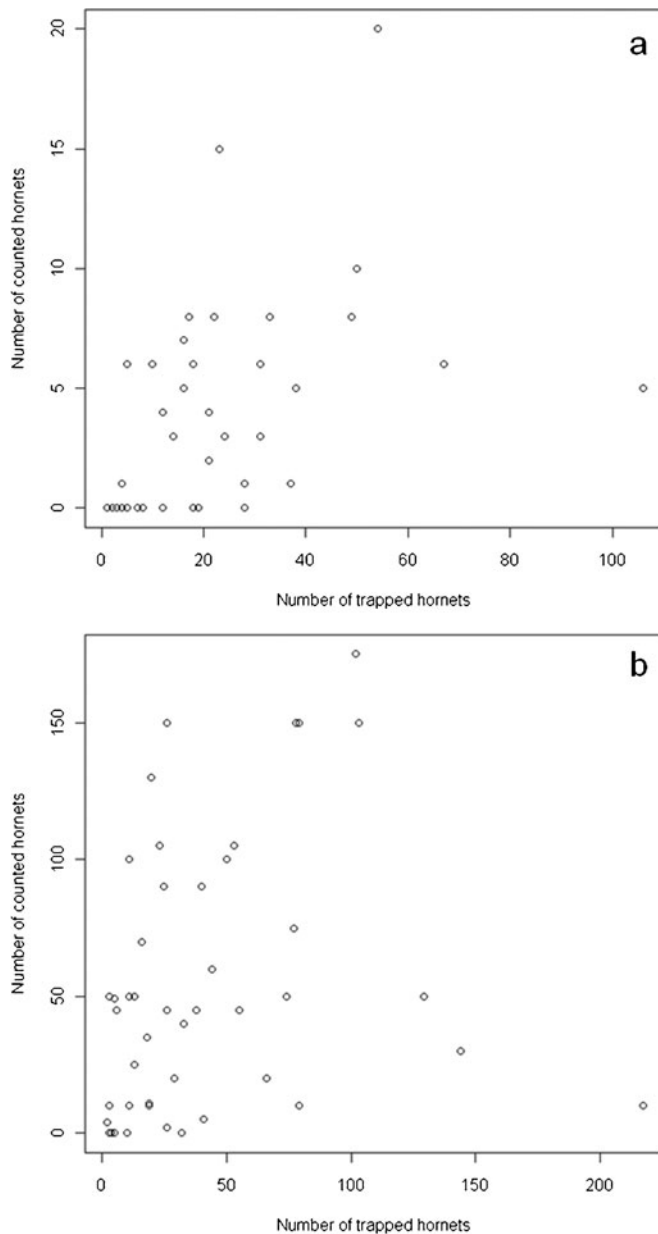 a
20
15
10
5
0
Number of counted hornets
0 20 40 60 80 100
Number of trapped hornets
b
150
100
50
0
Number of counted hornets
0 50 100 150 200
Number of trapped hornets